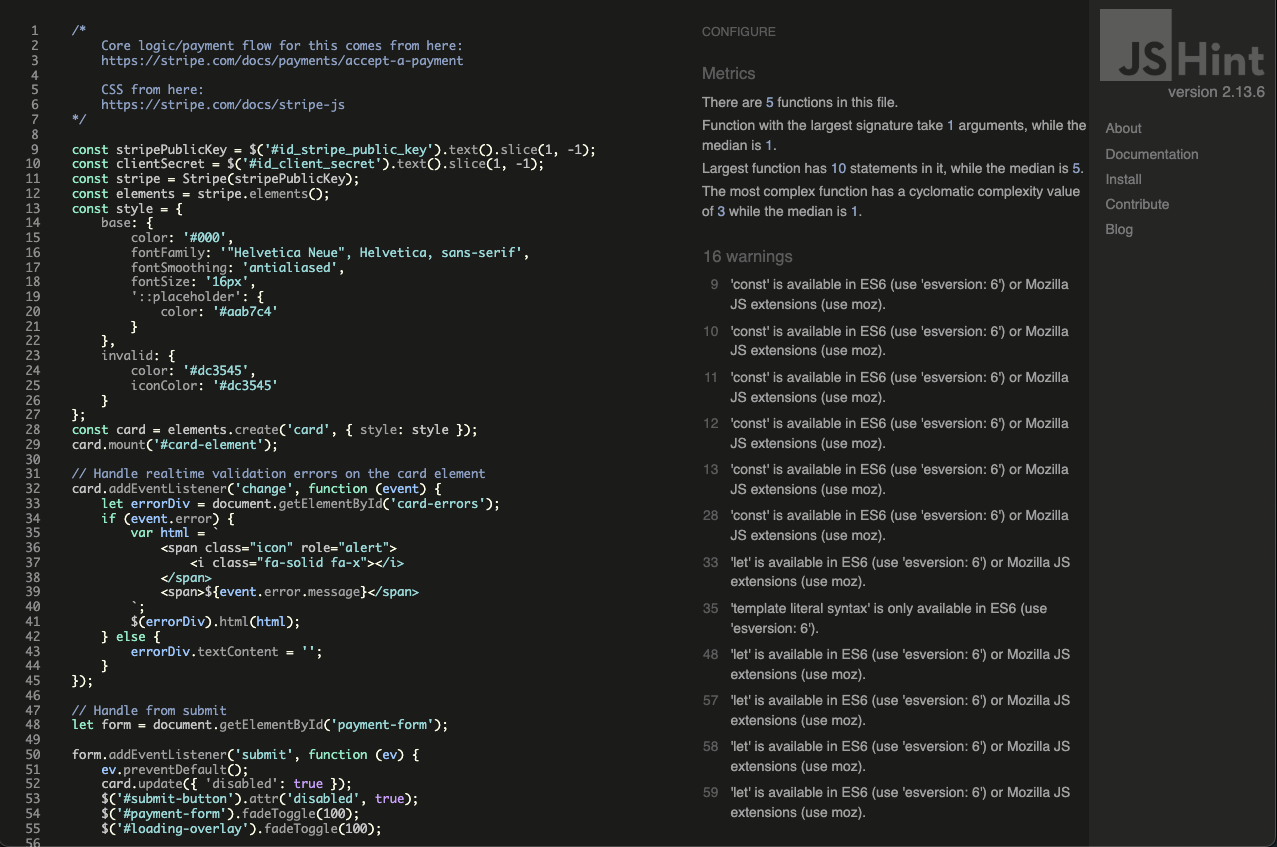 1 /*
2 Core logic/payment flow for this comes from here:
3 https://stripe.com/docs/payments/accept-a-payment
4
5 CSS from here:
6 https://stripe.com/docs/stripe-js
7 */
8
9 const stripePublicKey = $('#id_stripe_public_key').text().slice(1, -1);
10 const clientSecret = $('#id_client_secret').text().slice(1, -1);
11 const stripe = Stripe(stripePublicKey);
12 const elements = stripe.elements();
13 const style = {
14 base: {
15 color: '#000',
16 fontFamily: '"Helvetica Neue", Helvetica, sans-serif',
17 fontSmoothing: 'antialiased',
18 fontSize: '16px',
19 '::placeholder': {
20 color: '#aab7c4'
21 }
22 },
23 invalid: {
24 color: '#dc3545',
25 iconColor: '#dc3545'
26 }
27 };
28 const card = elements.create('card', { style: style });
29 card.mount('#card-element');
30
31 // Handle realtime validation errors on the card element
32 card.addEventListener('change', function (event) {
33 let errorDiv = document.getElementById('card-errors');
34 if (event.error) {
35 var html = `
36 <span class="icon" role="alert">
37 <i class="fa-solid fa-x"></i>
38 </span>
39 <span>${event.error.message}</span>
40 `;
41 $(errorDiv).html(html);
42 } else {
43 errorDiv.textContent = '';
44 }
45 });
46
47 // Handle from submit
48 let form = document.getElementById('payment-form');
49
50 form.addEventListener('submit', function (ev) {
51 ev.preventDefault();
52 card.update({ 'disabled': true });
53 $('#submit-button').attr('disabled', true);
54 $('#payment-form').fadeToggle(100);
55 $('#loading-overlay').fadeToggle(100);
56
CONFIGURE
Metrics
There are 5 functions in this file.
Function with the largest signature take 1 arguments, while the
median is 1.
Largest function has 10 statements in it, while the median is 5.
The most complex function has a cyclomatic complexity value
of 3 while the median is 1.
16 warnings
9 'const' is available in ES6 (use 'esversion: 6') or Mozilla
JS extensions (use moz).
10 'const' is available in ES6 (use 'esversion: 6') or Mozilla
JS extensions (use moz).
11 'const' is available in ES6 (use 'esversion: 6') or Mozilla
JS extensions (use moz).
12 'const' is available in ES6 (use 'esversion: 6') or Mozilla
JS extensions (use moz).
13 'const' is available in ES6 (use 'esversion: 6') or Mozilla
JS extensions (use moz).
28 'const' is available in ES6 (use 'esversion: 6') or Mozilla
JS extensions (use moz).
33 'let' is available in ES6 (use 'esversion: 6') or Mozilla JS
extensions (use moz).
35 'template literal syntax' is only available in ES6 (use
'esversion: 6').
48 'let' is available in ES6 (use 'esversion: 6') or Mozilla JS
extensions (use moz).
57 'let' is available in ES6 (use 'esversion: 6') or Mozilla JS
extensions (use moz).
58 'let' is available in ES6 (use 'esversion: 6') or Mozilla JS
extensions (use moz).
59 'let' is available in ES6 (use 'esversion: 6') or Mozilla JS
extensions (use moz).
JSHint
version 2.13.6
About
Documentation
Install
Contribute
Blog